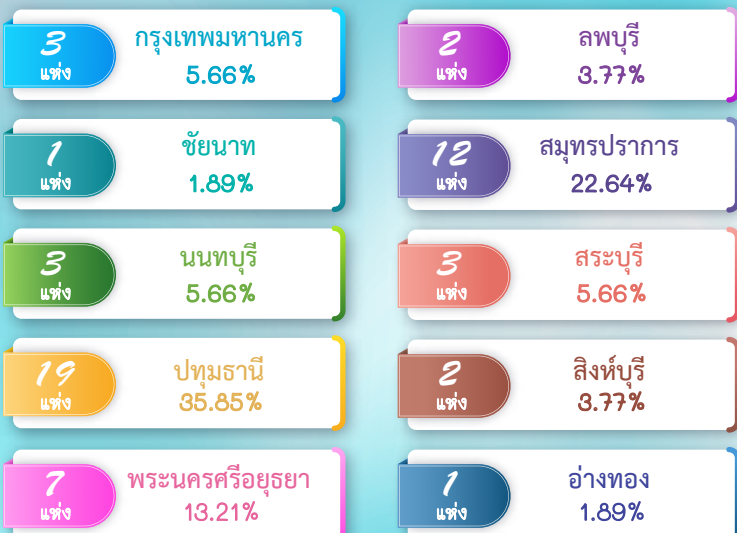 3
แห่ง
กรุงเทพมหานคร
5.66%
1
แห่ง
ชัยนาท
1.89%
3
แห่ง
นนทบุรี
5.66%
19
แห่ง
ปทุมธานี
35.85%
7
แห่ง
พระนครศรีอยุธยา
13.21%
2
แห่ง
ลพบุรี
3.77%
12
แห่ง
สมุทรปราการ
22.64%
3
แห่ง
สระบุรี
5.66%
2
แห่ง
สิงห์บุรี
3.77%
1
แห่ง
อ่างทอง
1.89%